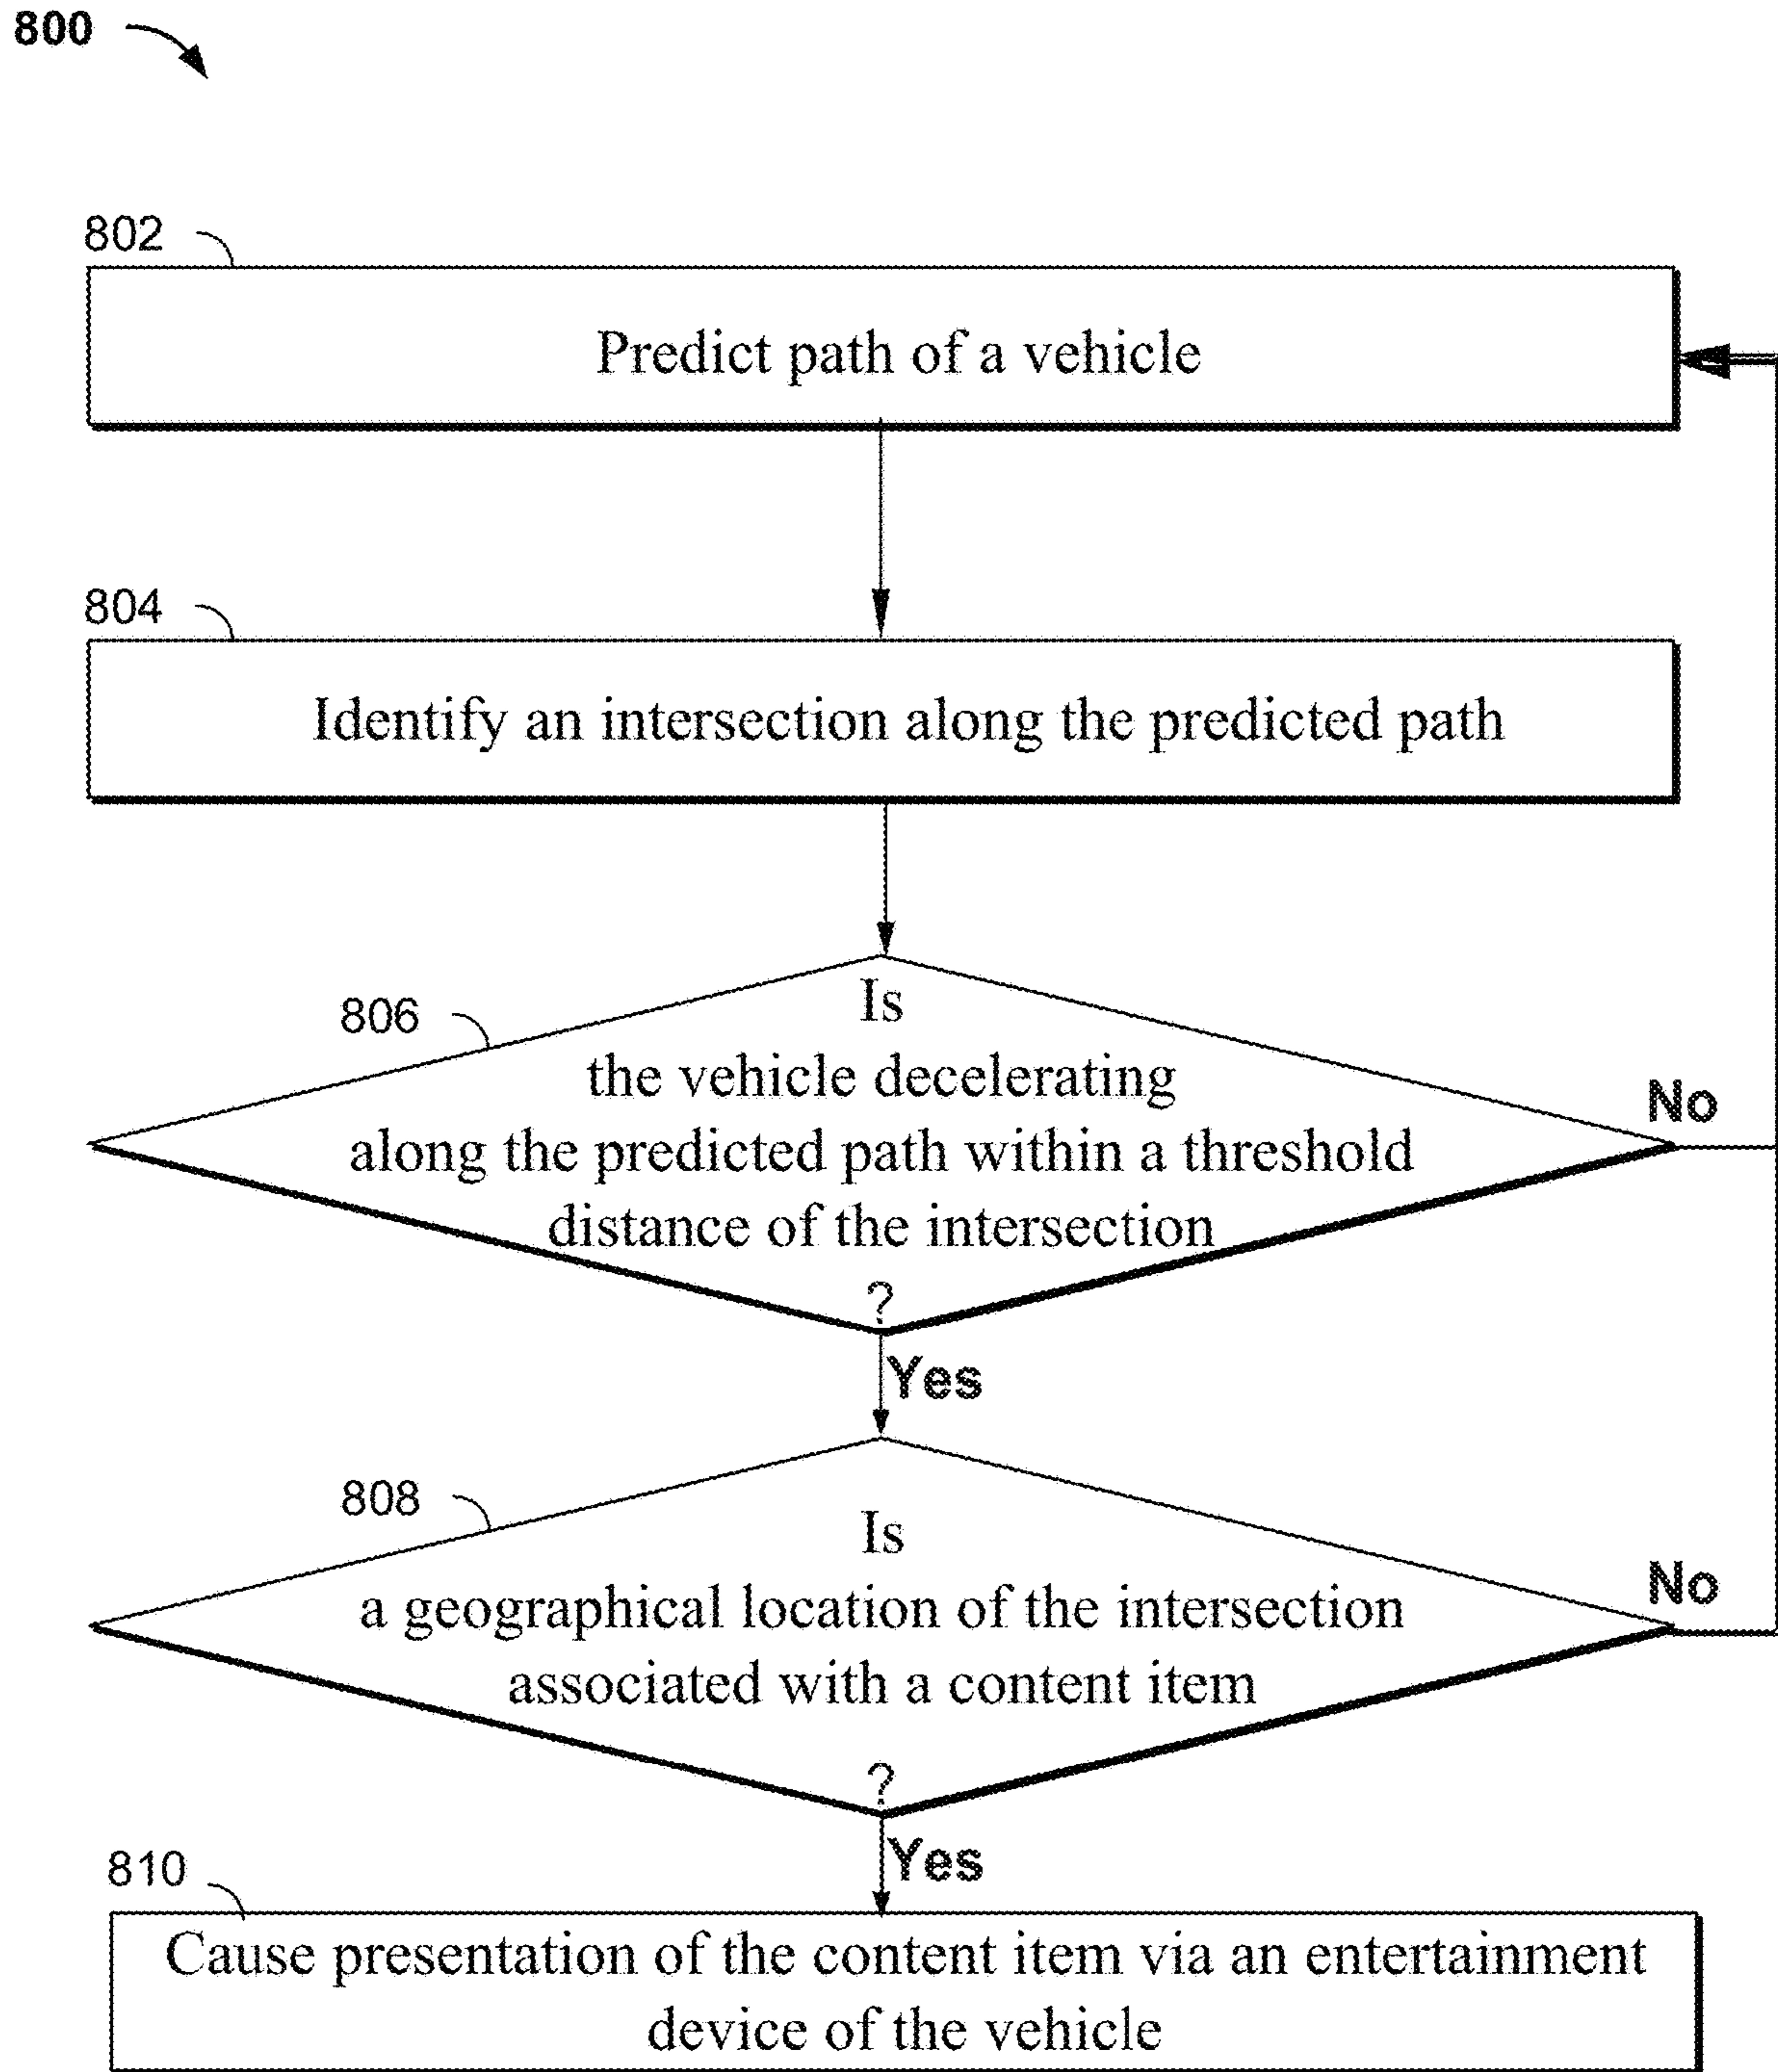 800
802
Predict path of a vehicle
804
Identify an intersection along the predicted path
806
Is
the vehicle decelerating
along the predicted path within a threshold
distance of the intersection
?
No
Yes
808
Is
a geographical location of the intersection
associated with a content item
?
No
Yes
810
Cause presentation of the content item via an entertainment
device of the vehicle